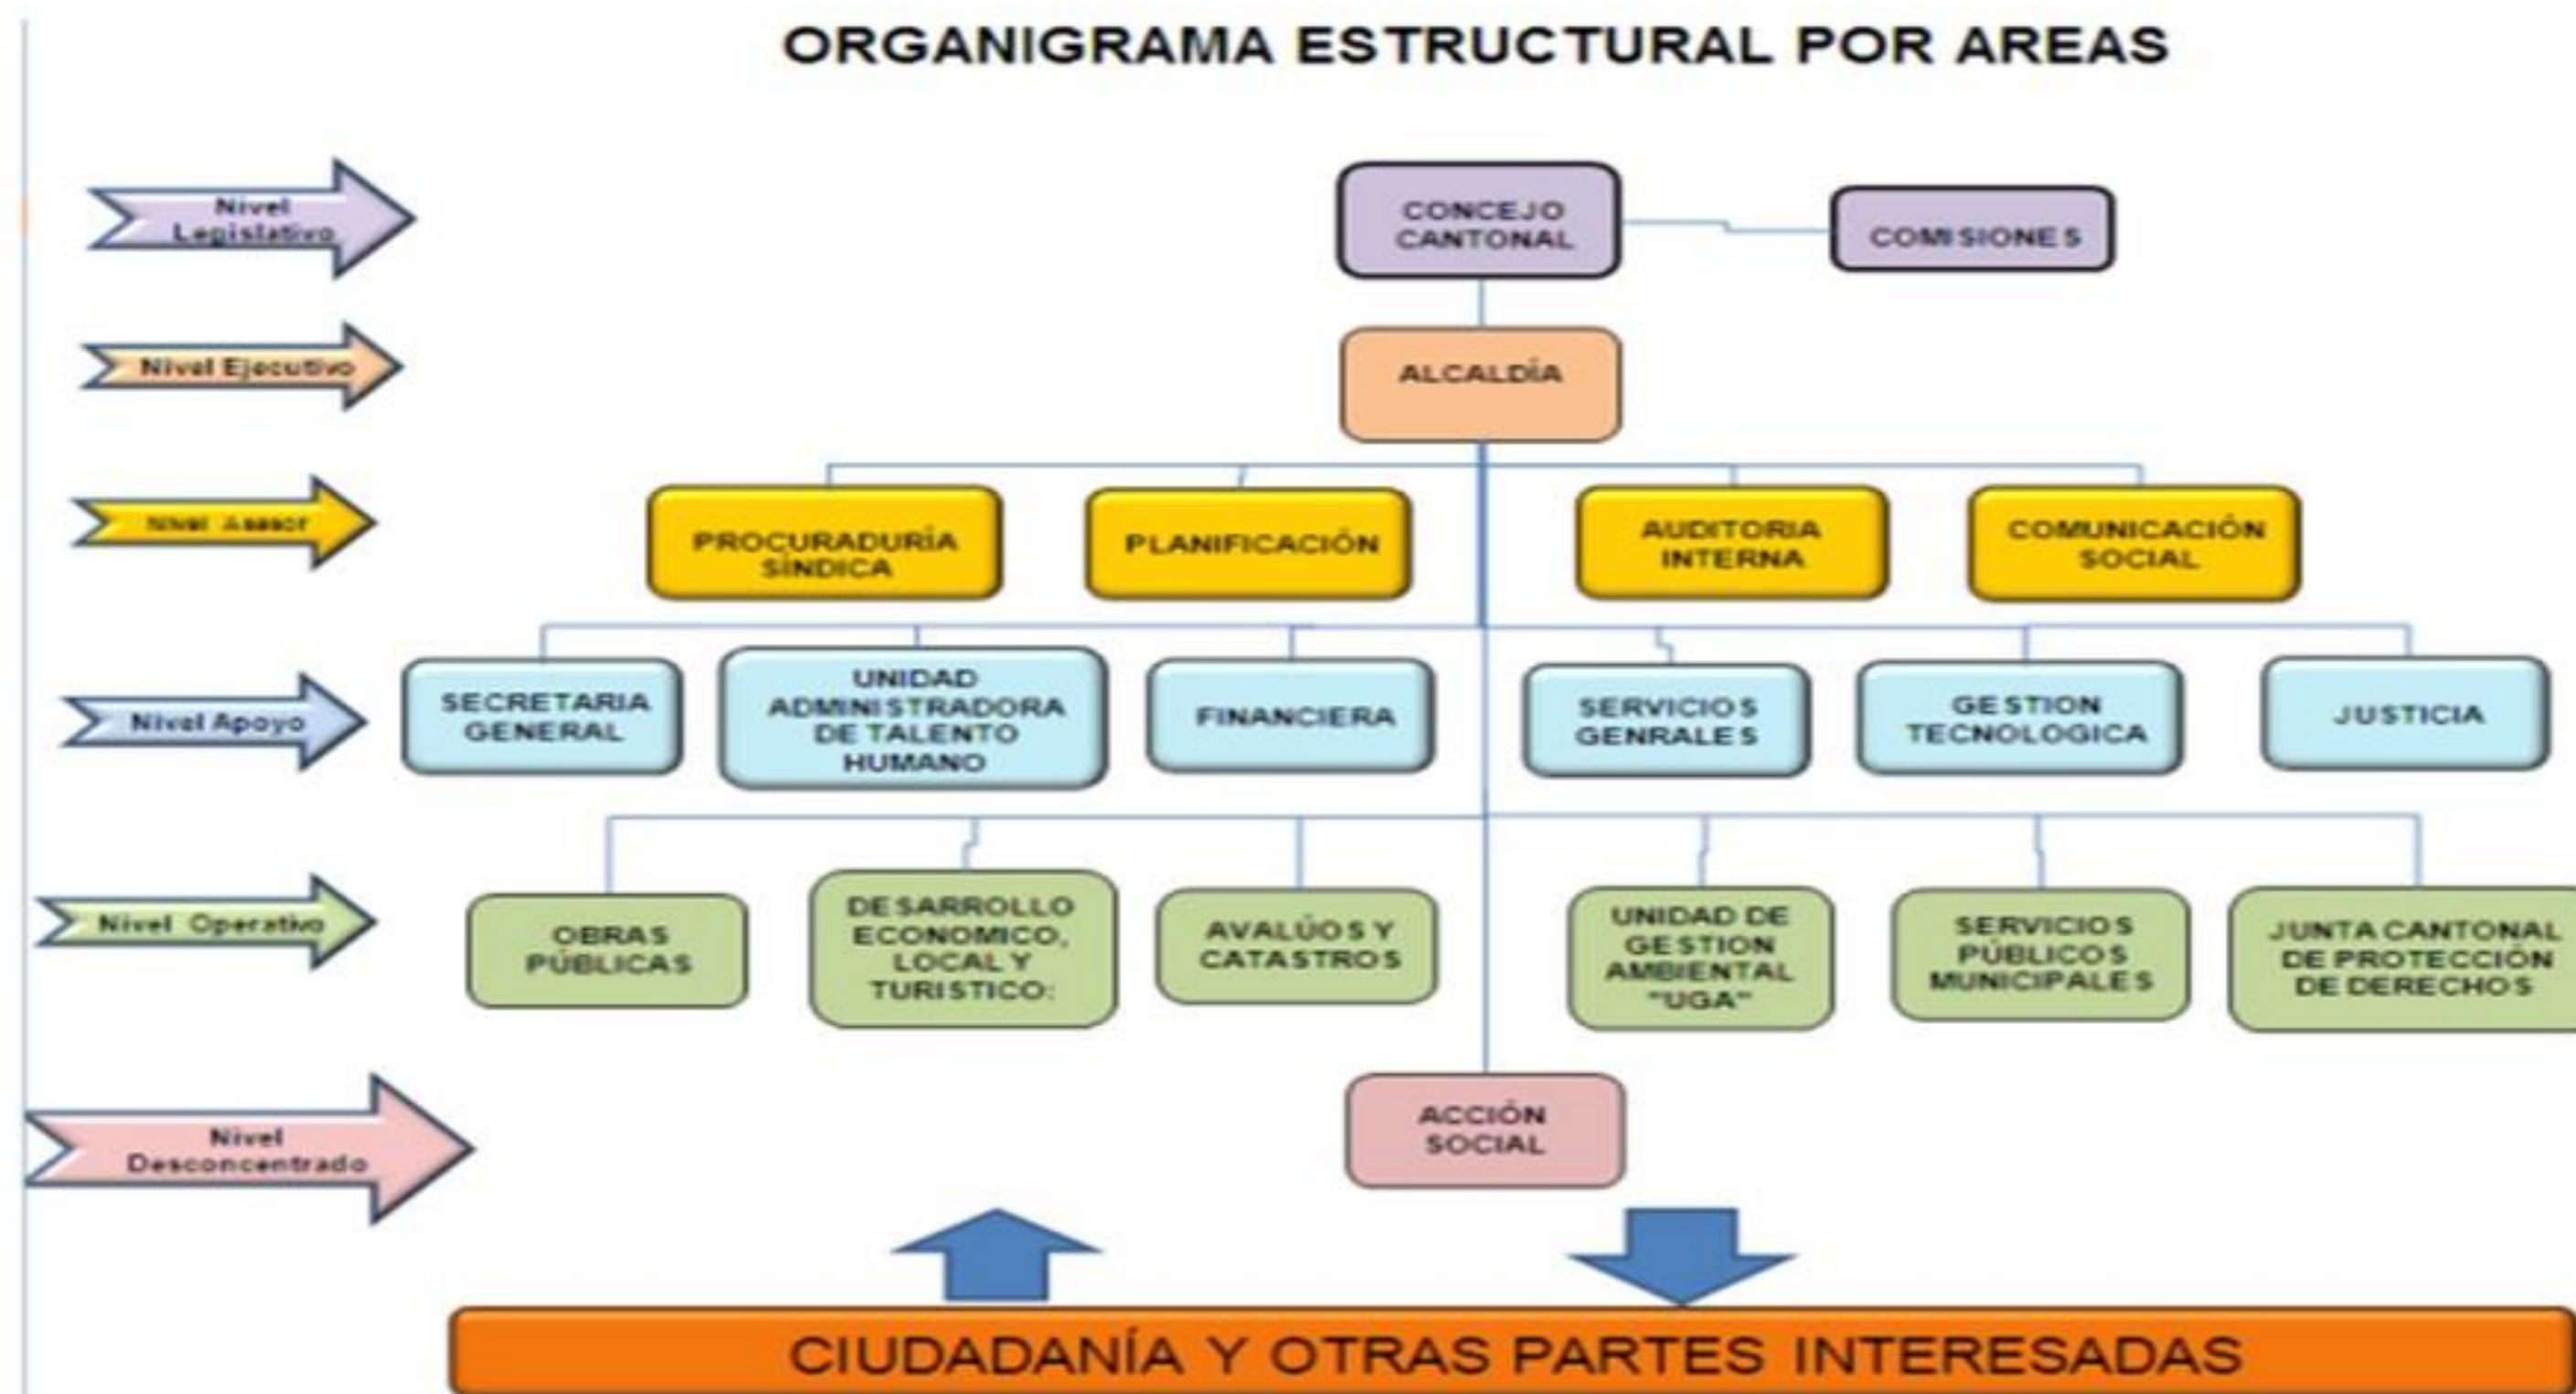 ORGANIGRAMA ESTRUCTURAL POR AREAS
Nivel
Legislativo
CONCEJO
CANTONAL
COMISIONES
Nivel Ejecutivo
ALCALDÍA
Nivel Asesor
PROCURADURÍA
SÍNDICA
PLANIFICACIÓN
AUDITORIA
INTERNA
COMUNICACIÓN
SOCIAL
Nivel Apoyo
SECRETARIA
GENERAL
UNIDAD
ADMINISTRADORA
DE TALENTO
HUMANO
FINANCIERA
SERVICIOS
GENRALES
GESTION
TECNOLOGICA
JUSTICIA
Nivel Operativo
OBRAS
PÚBLICAS
DESARROLLO
ECONOMICO,
LOCAL Y
TURISTICO:
AVALÚOS Y
CATASTROS
UNIDAD DE
GESTION
AMBIENTAL
"UGA"
SERVICIOS
PÚBLICOS
MUNICIPALES
JUNTA CANTONAL
DE PROTECCIÓN
DE DERECHOS
Nivel
Desconcentrado
ACCIÓN
SOCIAL
CIUDADANÍA Y OTRAS PARTES INTERESADAS